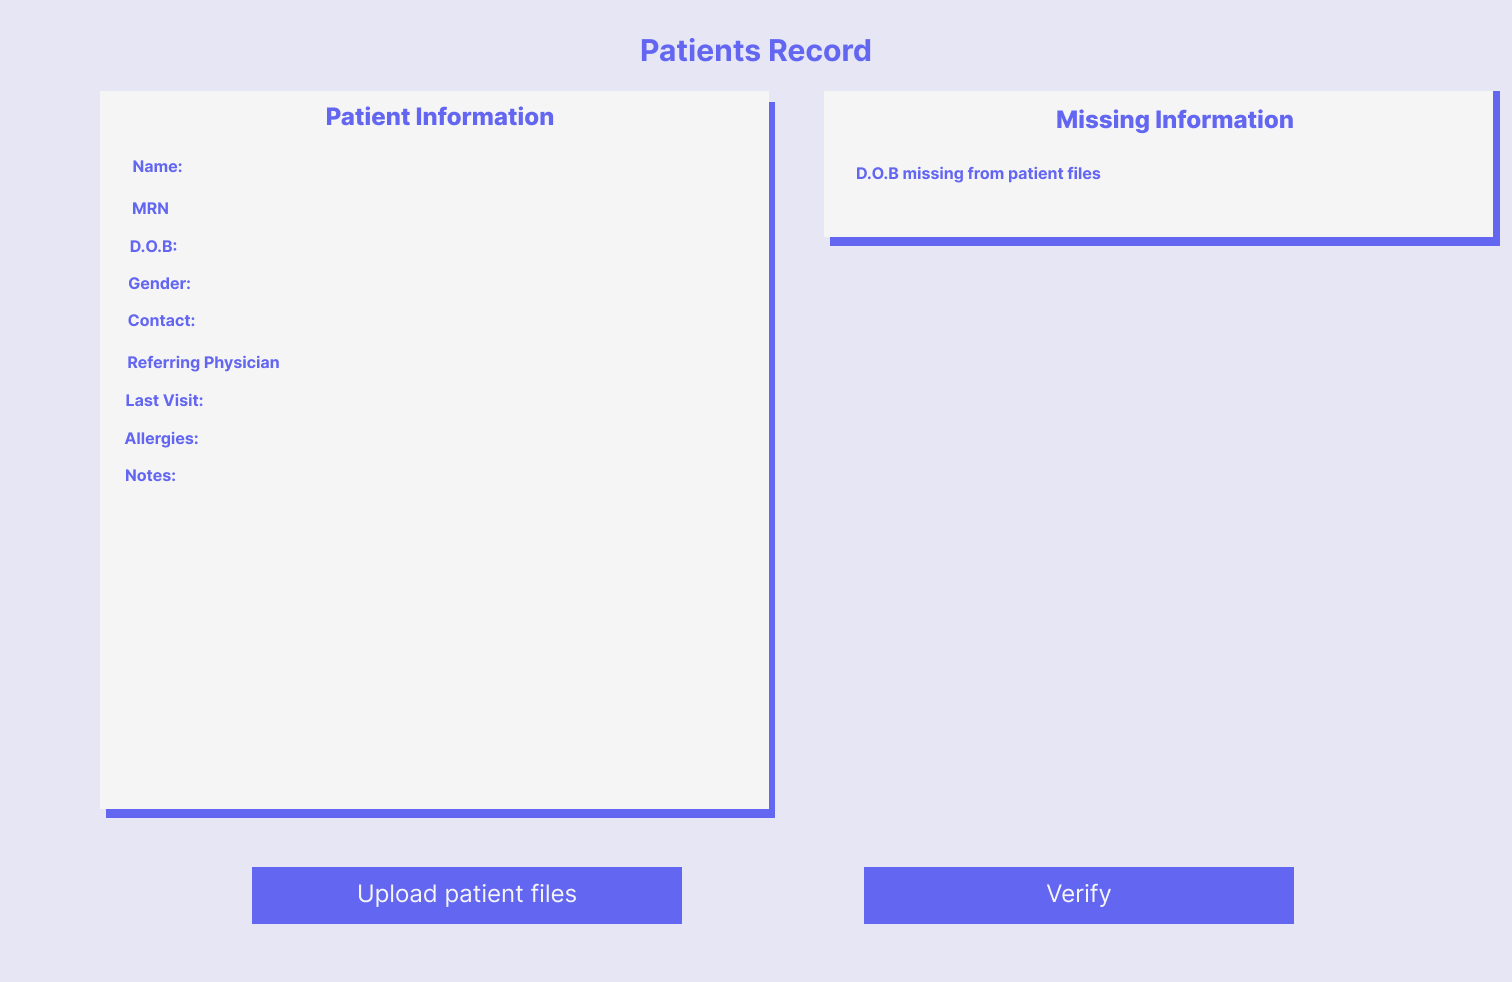 Patients Record
Patient Information
Name:
MRN
D.O.B:
Gender:
Contact:
Referring Physician
Last Visit:
Allergies:
Notes:
Missing Information
D.O.B missing from patient files
Upload patient files
Verify